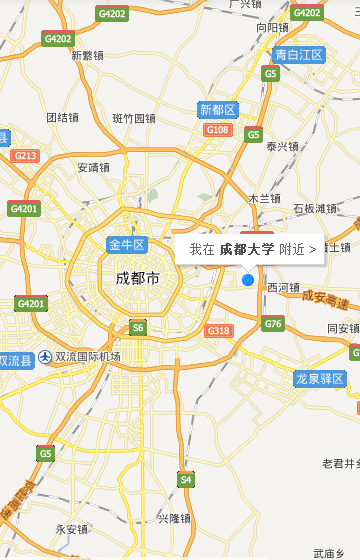 广兴镇
G4202
G4202
向阳镇
新繁镇
青白江区
G5
新都区
团结镇
斑竹园镇
G108
G5
县
泰兴镇
G213
安靖镇
木兰镇
G4201
石板滩镇
金牛区
我在 成都大学 附近 >
成都市
西河镇
成安高速
G4201
S6
G318
G76
同安镇
双流县
双流国际机场
龙泉驿区
G5
老君井乡
S4
兴隆镇
永安镇
武庙乡